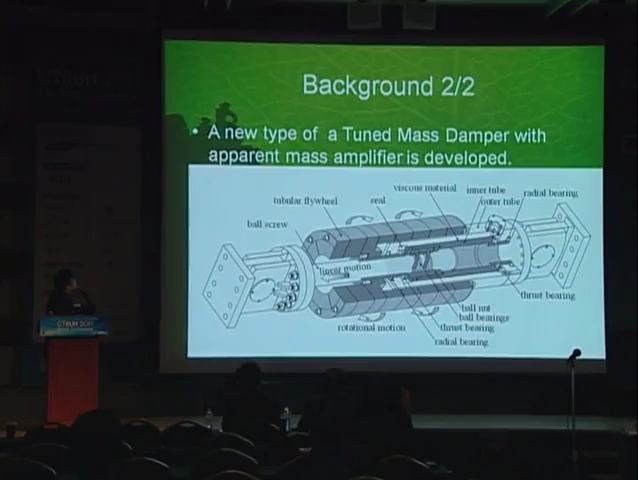 CTBUH 2011
Background 2/2
• A new type of a Tuned Mass Damper with
apparent mass amplifier is developed.
viscous material
inner tube
tubular flywheel
seal
outer tube
radial bearing
ball screw
linear motion
thrust bearing
ball nut
ball bearings
rotational motion
thrust bearing
radial bearing
CTBUH 2011